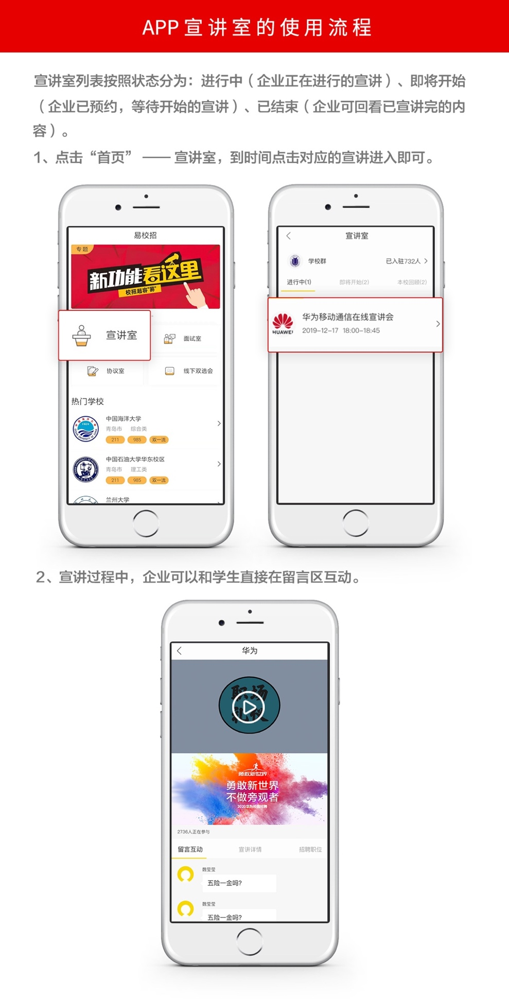 APP宣讲室的使用流程
宣讲室列表按照状态分为：进行中（企业正在进行的宣讲）、即将开始
（企业已预约，等待开始的宣讲）、已结束（企业可回看已宣讲完的内
容）。
1、点击“首页” —— 宣讲室，到时间点击对应的宣讲进入即可。
易校招
专题
新功能看这里
校招超容“易”
宣讲室
面试室
协议室
线下双选会
热门学校
中国海洋大学
青岛市 综合类
211 985 双一流
中国石油大学华东校区
青岛市 理工类
211 985 双一流
兰州大学
宣讲室
学校群 已入驻732人
进行中(1) 即将开始(2) 本校回顾(2)
HUAWEI
华为移动通信在线宣讲会
2019-12-17 18:00-18:45
2、宣讲过程中，企业可以和学生直接在留言区互动。
华为
职场
勇敢新世界
勇敢新世界
不做旁观者
2020华为校园招聘
2736人正在参与
留言互动 宣讲详情 招聘职位
魏莹莹
五险一金吗?
魏莹莹
五险一金吗?